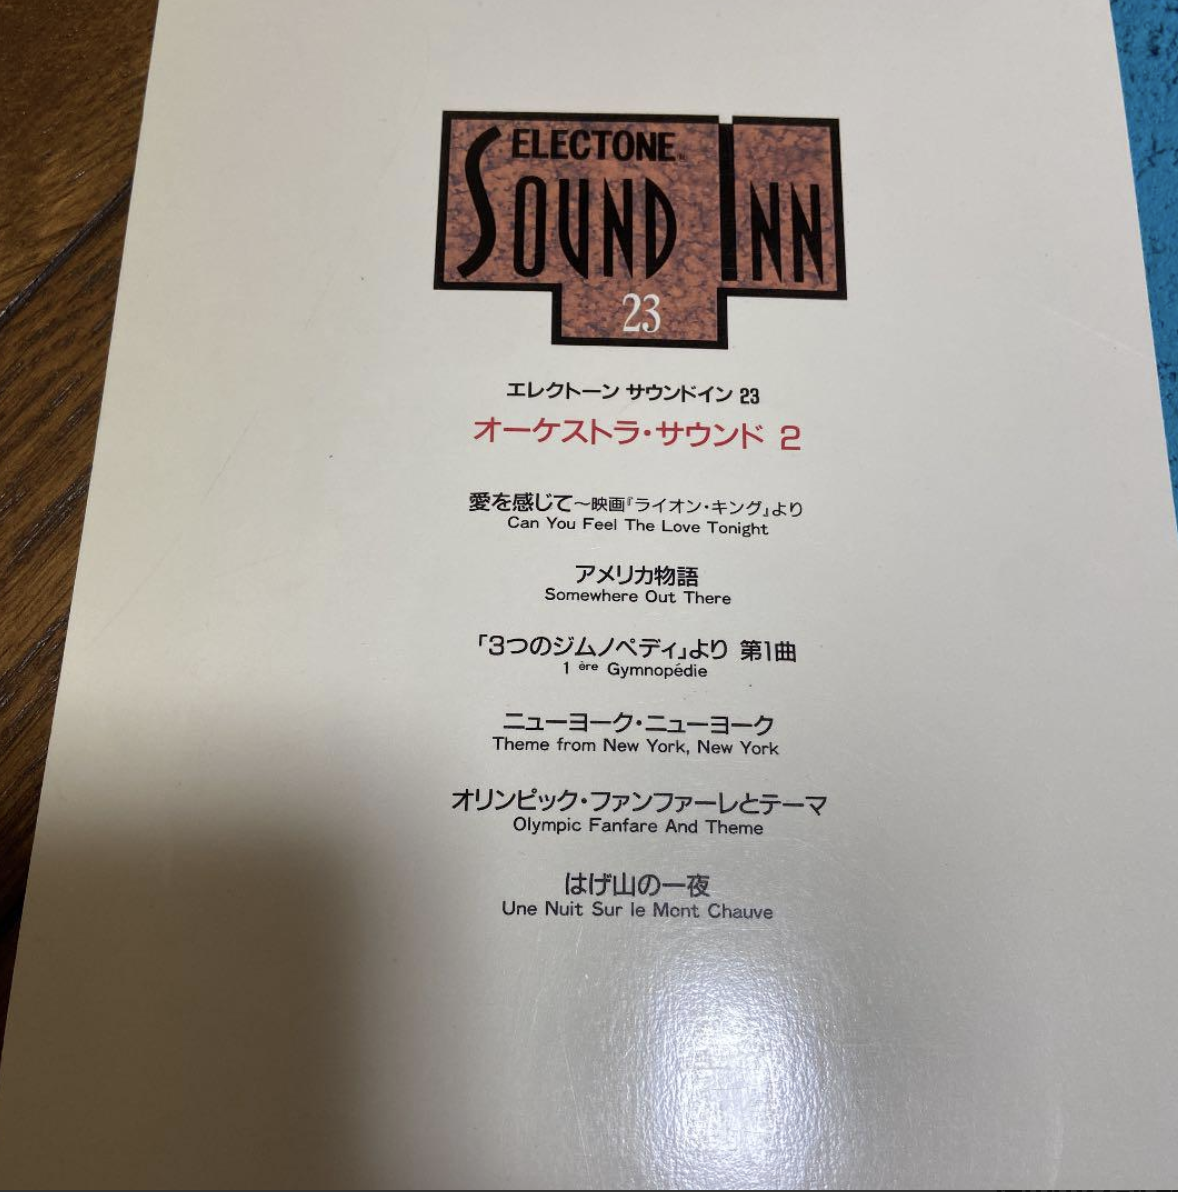 ELECTONE
SOUND INN
23
エレクトーン サウンドイン 23
オーケストラ・サウンド 2
愛を感じて〜映画『ライオン・キング』より
Can You Feel The Love Tonight
アメリカ物語
Somewhere Out There
「3つのジムノペディ」より 第1曲
1 ère Gymnopédie
ニューヨーク・ニューヨーク
Theme from New York, New York
オリンピック・ファンファーレとテーマ
Olympic Fanfare And Theme
はげ山の一夜
Une Nuit Sur le Mont Chauve